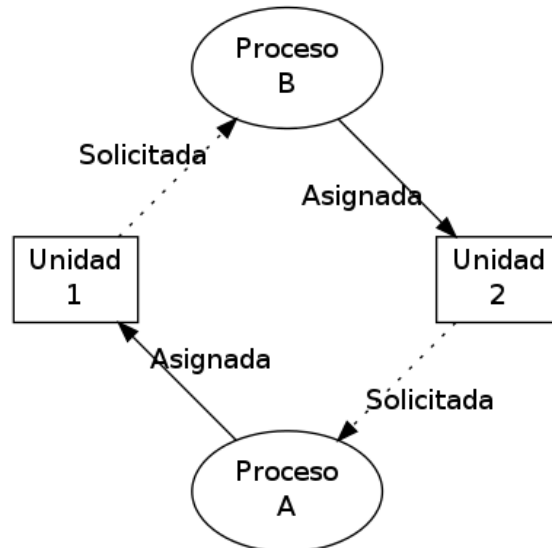 Proceso
B
Solicitada
Asignada
Unidad
1
Unidad
2
Asignada
Solicitada
Proceso
A